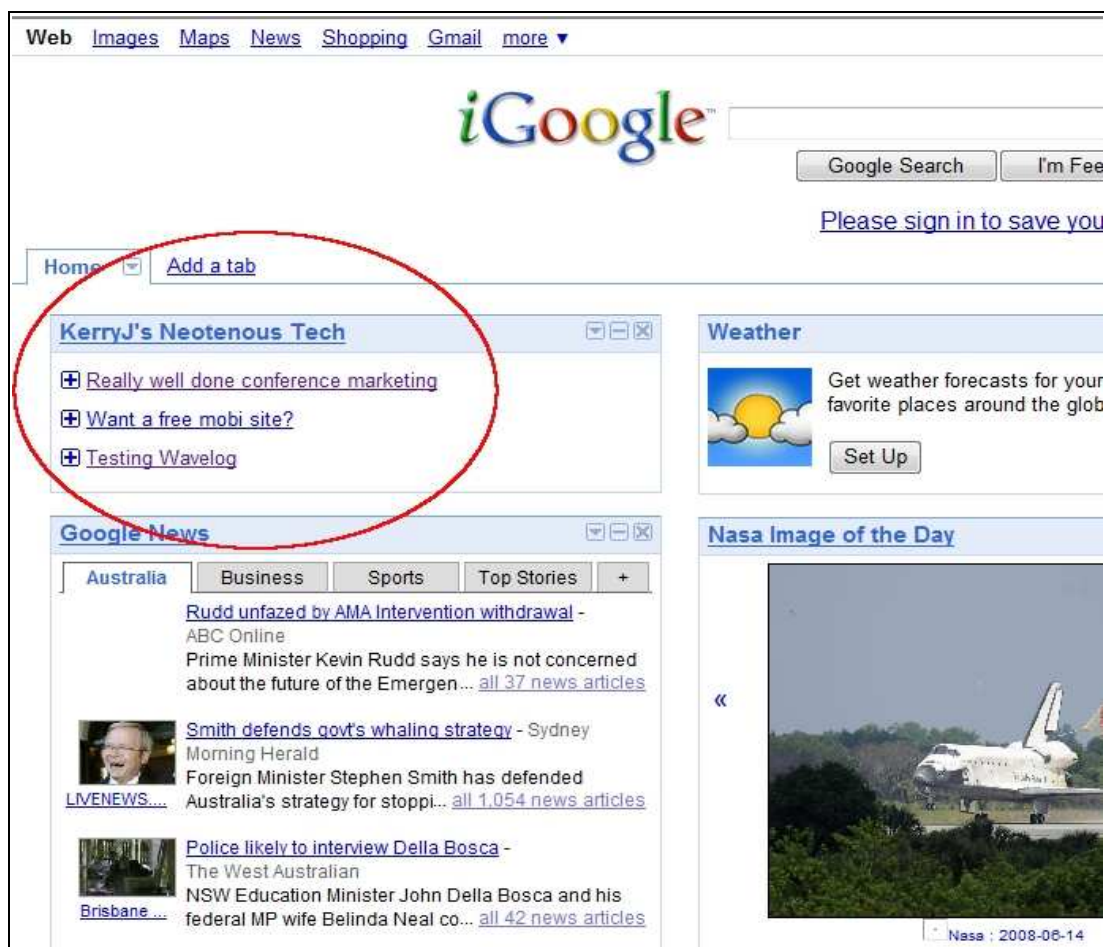 Web Images Maps News Shopping Gmail more ▼
iGoogle™
Google Search I'm Fee
Please sign in to save you
Home Add a tab
KerryJ's Neotenous Tech
Really well done conference marketing
Want a free mobi site?
Testing Wavelog
Weather
Get weather forecasts for your
favorite places around the glob
Set Up
Google News
Australia Business Sports Top Stories +
Rudd unfazed by AMA Intervention withdrawal -
ABC Online
Prime Minister Kevin Rudd says he is not concerned
about the future of the Emergen... all 37 news articles
Smith defends govt's whaling strategy - Sydney
Morning Herald
Foreign Minister Stephen Smith has defended
Australia's strategy for stoppi... all 1,054 news articles
LIVENEWS....
Police likely to interview Della Bosca -
The West Australian
NSW Education Minister John Della Bosca and his
federal MP wife Belinda Neal co... all 42 news articles
Brisbane ...
Nasa Image of the Day
«
Nasa : 2008-06-14